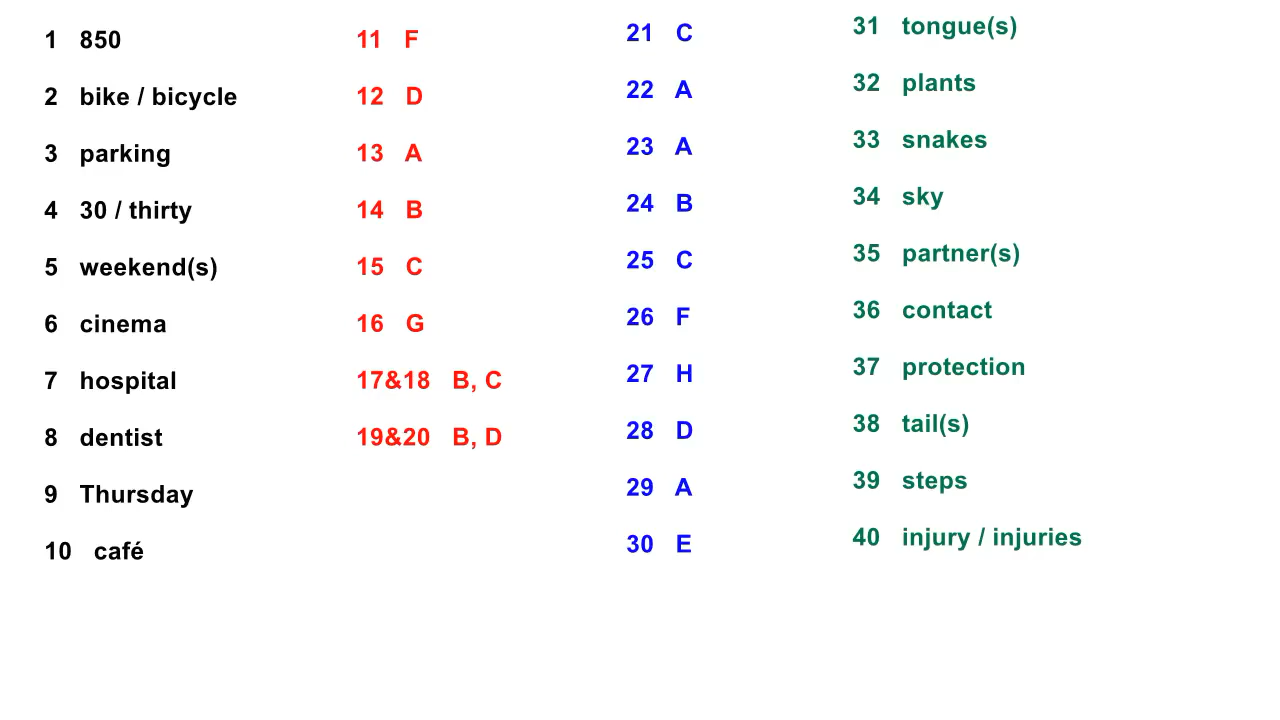 1 850
2 bike / bicycle
3 parking
4 30 / thirty
5 weekend(s)
6 cinema
7 hospital
8 dentist
9 Thursday
10 café
11 F
12 D
13 A
14 B
15 C
16 G
17&18 B, C
19&20 B, D
21 C
22 A
23 A
24 B
25 C
26 F
27 H
28 D
29 A
30 E
31 tongue(s)
32 plants
33 snakes
34 sky
35 partner(s)
36 contact
37 protection
38 tail(s)
39 steps
40 injury / injuries